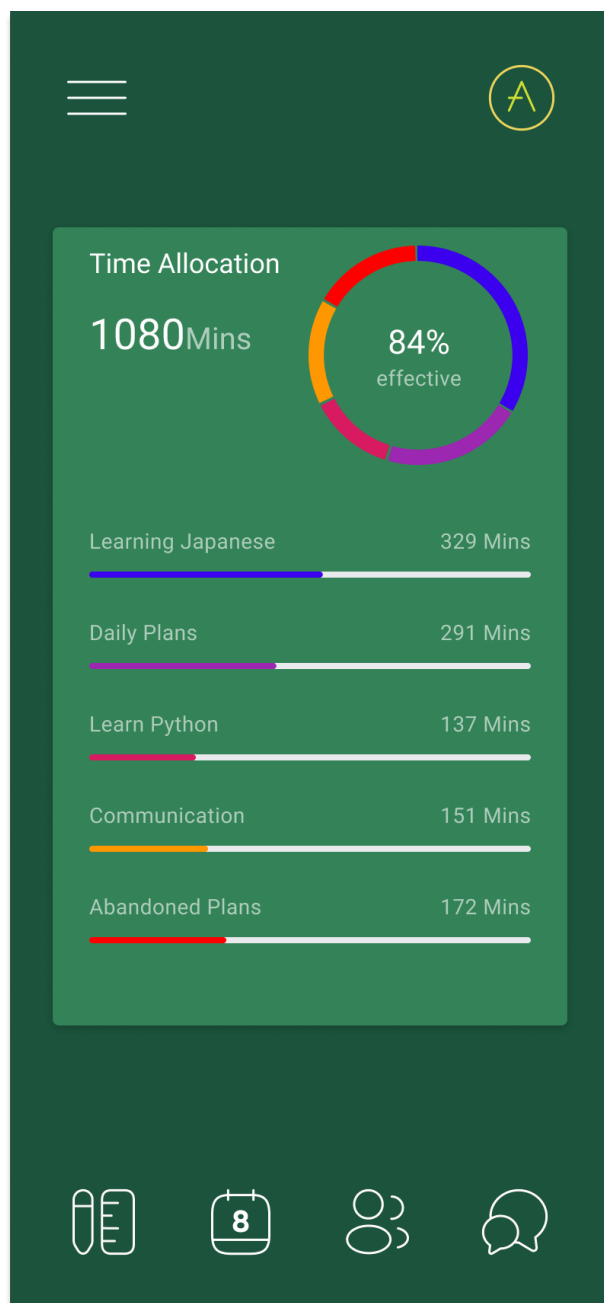 Time Allocation
1080Mins
84%
effective
Learning Japanese 329 Mins
Daily Plans 291 Mins
Learn Python 137 Mins
Communication 151 Mins
Abandoned Plans 172 Mins
8